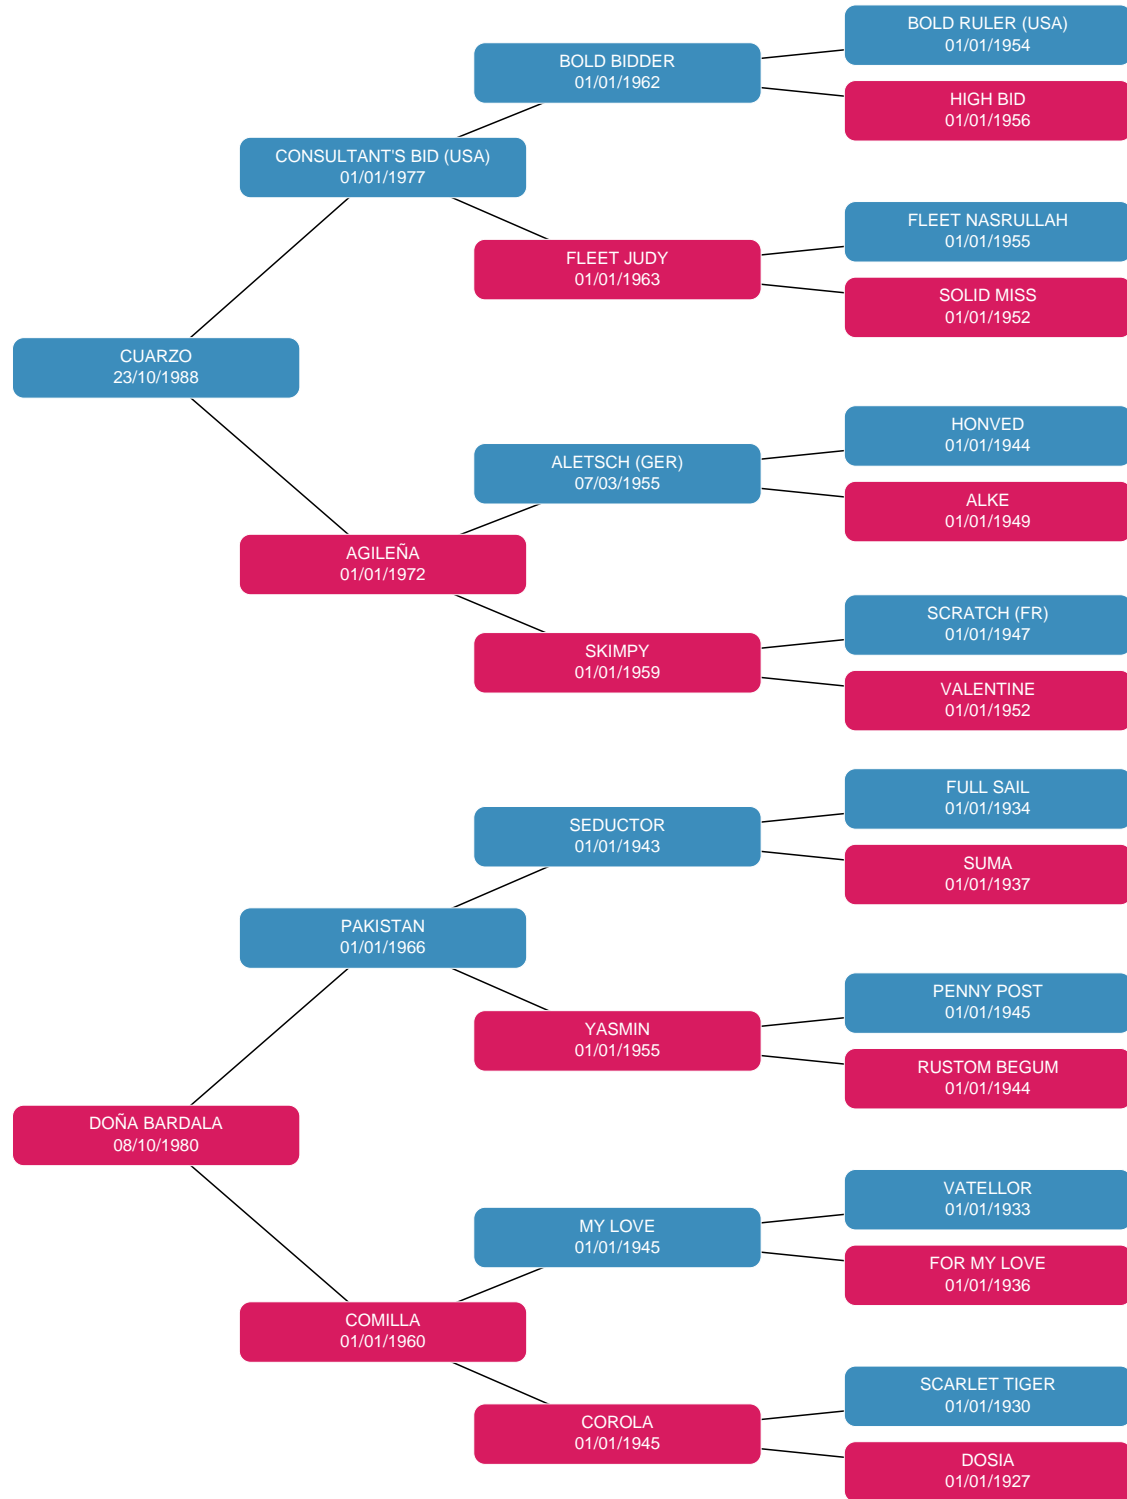 BOLD RULER (USA)
01/01/1954
BOLD BIDDER
01/01/1962
HIGH BID
01/01/1956
CONSULTANT'S BID (USA)
01/01/1977
FLEET NASRULLAH
01/01/1955
FLEET JUDY
01/01/1963
SOLID MISS
01/01/1952
CUARZO
23/10/1988
HONVED
01/01/1944
ALETSCH (GER)
07/03/1955
ALKE
01/01/1949
AGILEÑA
01/01/1972
SCRATCH (FR)
01/01/1947
SKIMPY
01/01/1959
VALENTINE
01/01/1952
FULL SAIL
01/01/1934
SEDUCTOR
01/01/1943
SUMA
01/01/1937
PAKISTAN
01/01/1966
PENNY POST
01/01/1945
YASMIN
01/01/1955
RUSTOM BEGUM
01/01/1944
DOÑA BARDALA
08/10/1980
VATELLOR
01/01/1933
MY LOVE
01/01/1945
FOR MY LOVE
01/01/1936
COMILLA
01/01/1960
SCARLET TIGER
01/01/1930
COROLA
01/01/1945
DOSIA
01/01/1927